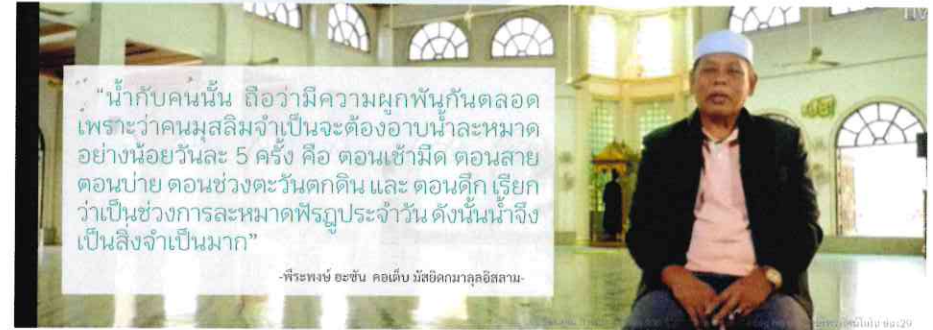 “น้ำกับคนนั้น ถือว่ามีความผูกพันกันตลอด
เพราะว่าคนมุสลิมจำเป็นจะต้องอาบน้ำละหมาด
อย่างน้อยวันละ 5 ครั้ง คือ ตอนเช้ามืด ตอนสาย
ตอนบ่าย ตอนช่วงตะวันตกดิน และ ตอนดึก เรียก
ว่าเป็นช่วงการละหมาดฟัรฎูประจำวัน ดังนั้นน้ำจึง
เป็นสิ่งจำเป็นมาก”
-พีระพงษ์ ฮะซัน คอเต็บ มัสยิดกมาลุลอิสลาม-